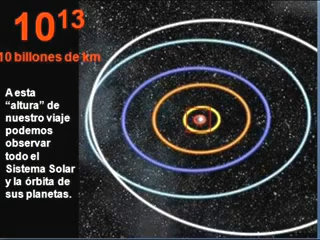 10¹³
10 billones de km
A esta
“altura” de
nuestro viaje
podemos
observar
todo el
Sistema Solar
y la órbita de
sus planetas.